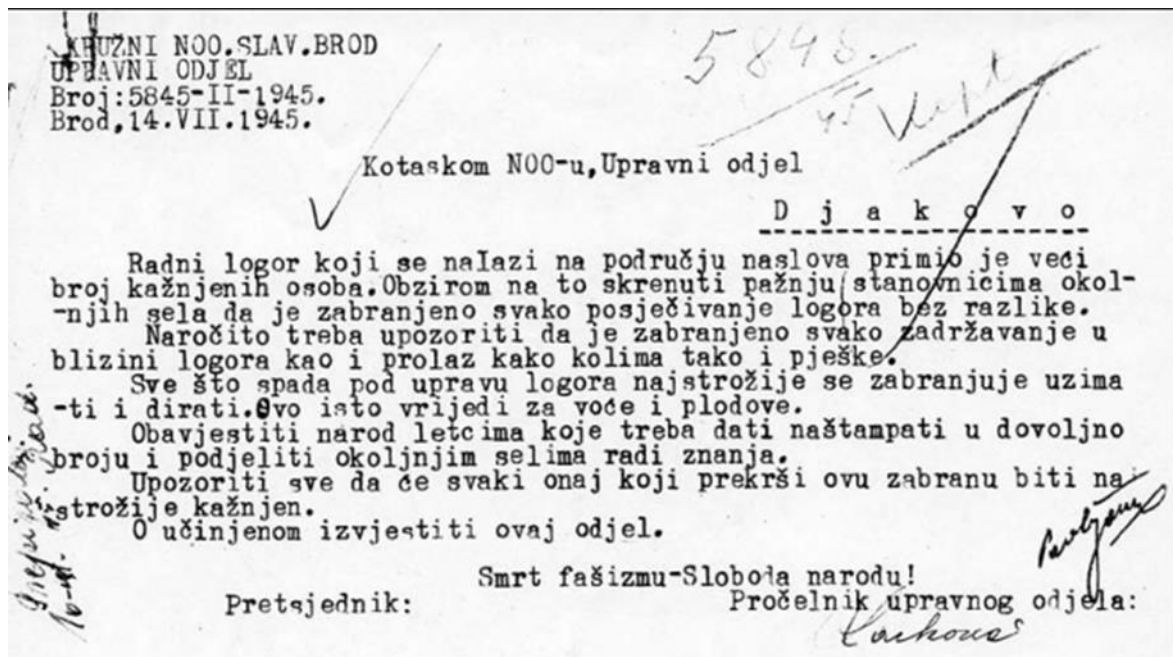 KRUŽNI NOO.SLAV.BROD
UPRAVNI ODJEL
Broj:5845-II-1945.
Brod,14.VII.1945.
5845.
45
Kotaskom NOO-u,Upravni odjel
D j a k o v o
Radni logor koji se nalazi na području naslova primio je veći
broj kažnjenih osoba.Obzirom na to skrenuti pažnju stanovnicima okol-
-njih sela da je zabranjeno svako posječivanje logora bez razlike.
Naročito treba upozoriti da je zabranjeno svako zadržavanje u
blizini logora kao i prolaz kako kolima tako i pješke.
Sve što spada pod upravu logora najstrožije se zabranjuje uzima
-ti i dirati.Ovo isto vrijedi za voće i plodove.
Obavjestiti narod letcima koje treba dati naštampati u dovoljno
broju i podjeliti okoljnjim selima radi znanja.
Upozoriti sve da će svaki onaj koji prekrši ovu zabranu biti na
-strožije kažnjen.
O učinjenom izvjestiti ovaj odjel.
Smrt fašizmu-Sloboda narodu!
Pretsjednik:
Pročelnik upravnog odjela: